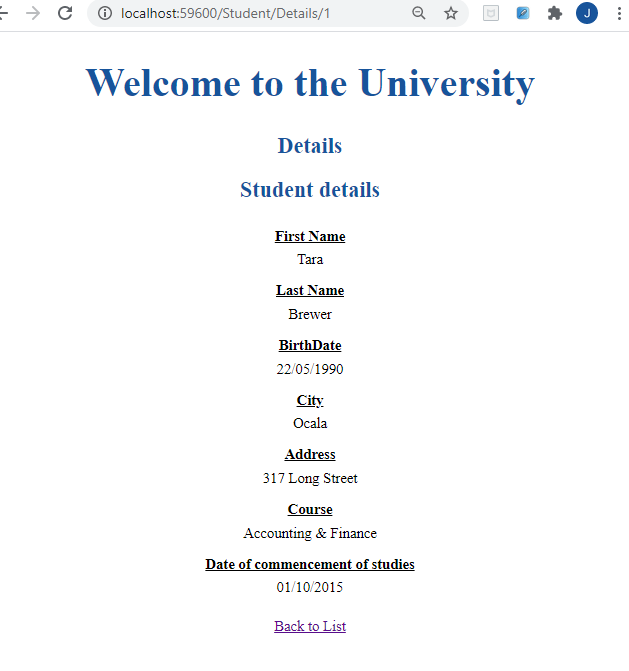 localhost:59600/Student/Details/1
J
Welcome to the University
Details
Student details
First Name
Tara
Last Name
Brewer
BirthDate
22/05/1990
City
Ocala
Address
317 Long Street
Course
Accounting & Finance
Date of commencement of studies
01/10/2015
Back to List